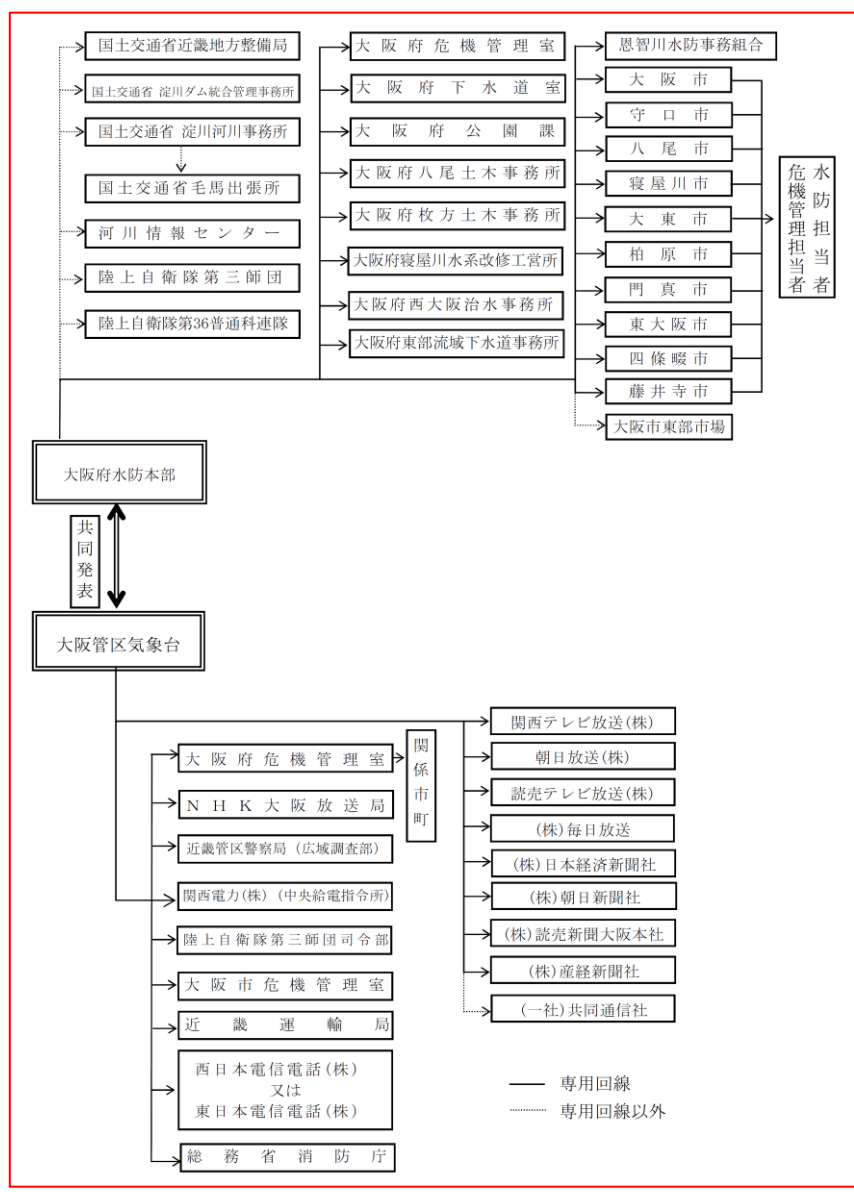 国土交通省近畿地方整備局
国土交通省 淀川ダム統合管理事務所
国土交通省 淀川河川事務所
国土交通省毛馬出張所
河川情報センター
陸上自衛隊第三師団
陸上自衛隊第36普通科連隊
大阪府危機管理室
大阪府下水道室
大阪府公園課
大阪府八尾土木事務所
大阪府枚方土木事務所
大阪府寝屋川水系改修工営所
大阪府西大阪治水事務所
大阪府東部流域下水道事務所
恩智川水防事務組合
大阪市
守口市
八尾市
寝屋川市
大東市
柏原市
門真市
東大阪市
四條畷市
藤井寺市
大阪市東部市場
水防担当者
危機管理担当者
大阪府水防本部
共同発表
大阪管区気象台
大阪府危機管理室
関係市町
NHK大阪放送局
近畿管区警察局（広域調査部）
関西電力(株)（中央給電指令所）
陸上自衛隊第三師団司令部
大阪市危機管理室
近畿運輸局
西日本電信電話(株)
又は
東日本電信電話(株)
総務省消防庁
関西テレビ放送(株)
朝日放送(株)
読売テレビ放送(株)
(株)毎日放送
(株)日本経済新聞社
(株)朝日新聞社
(株)読売新聞大阪本社
(株)産経新聞社
(一社)共同通信社
専用回線
専用回線以外